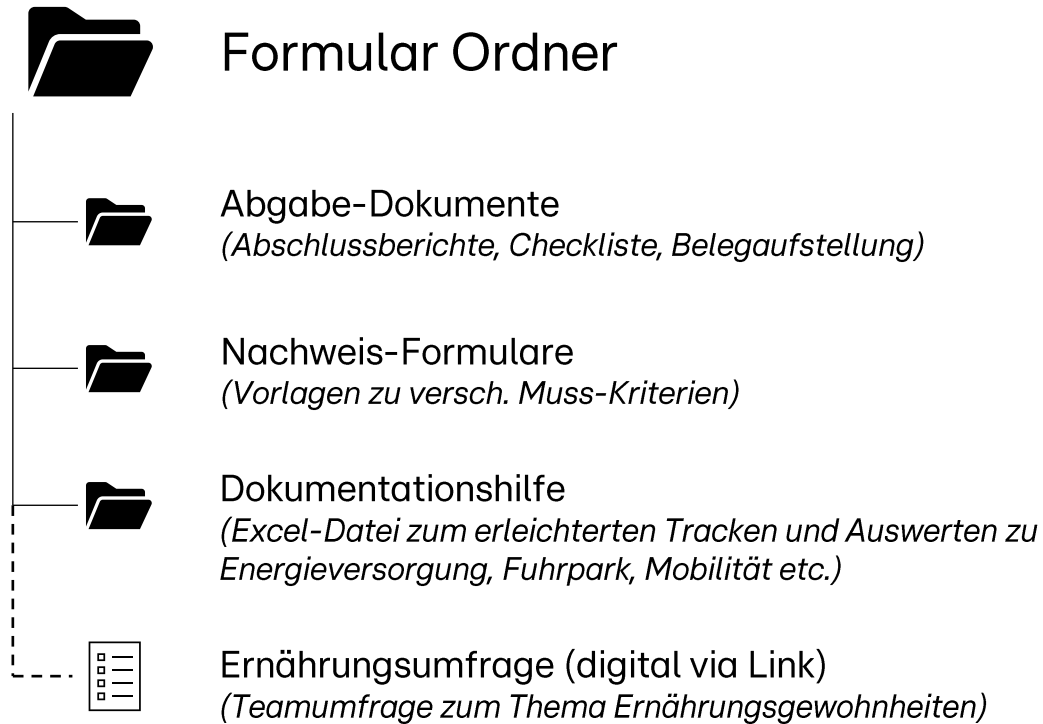 Formular Ordner
Abgabe-Dokumente
(Abschlussberichte, Checkliste, Belegaufstellung)
Nachweis-Formulare
(Vorlagen zu versch. Muss-Kriterien)
Dokumentationshilfe
(Excel-Datei zum erleichterten Tracken und Auswerten zu
Energieversorgung, Fuhrpark, Mobilität etc.)
Ernährungsumfrage (digital via Link)
(Teamumfrage zum Thema Ernährungsgewohnheiten)